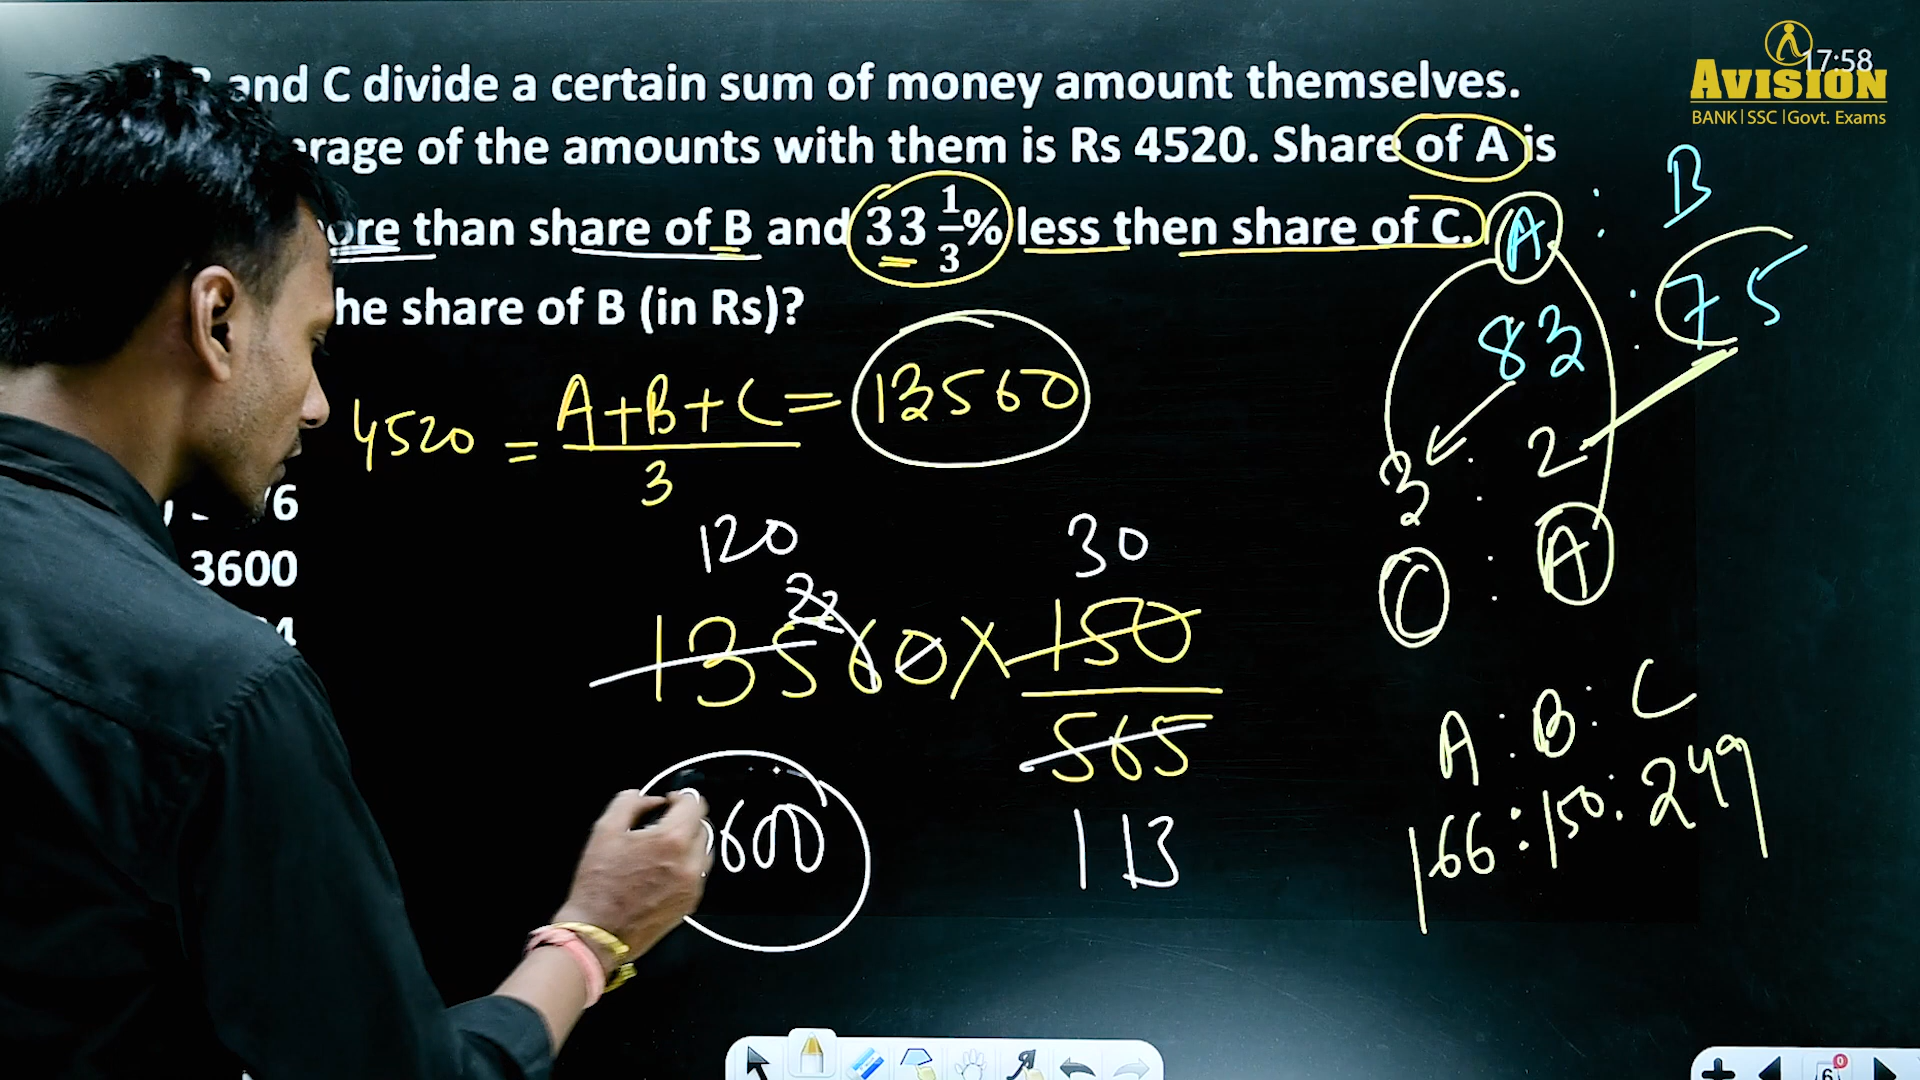 B and C divide a certain sum of money amount themselves.
17:58
AVISION
BANK|SSC|Govt. Exams
erage of the amounts with them is Rs 4520. Share of A is
ore than share of B and 33 1/3% less then share of C.
A : B
he share of B (in Rs)?
83 : 75
4520 = A+B+C/3 = 13560
3 : 2
C : A
6
3600
4
120 30
13560 × 150/565
3600
113
A : B : C
166 : 150 : 249